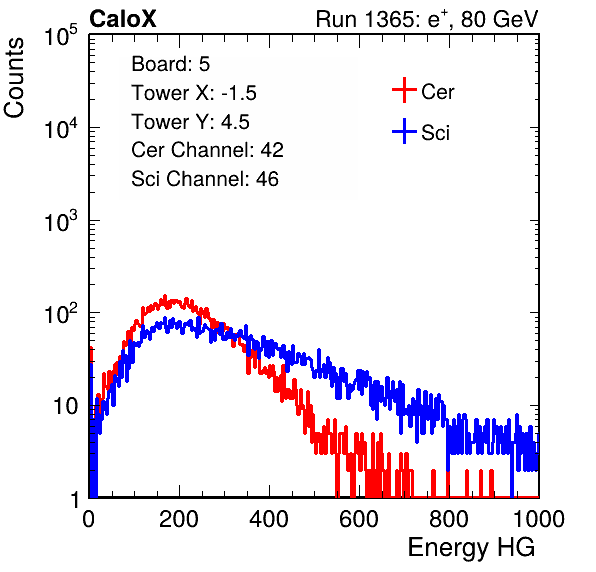 CaloX Run 1365: e⁺, 80 GeV
Board: 5
Tower X: -1.5
Tower Y: 4.5
Cer Channel: 42
Sci Channel: 46
Cer
Sci
Counts
10⁵
10⁴
10³
10²
10
1
0 200 400 600 800 1000
Energy HG